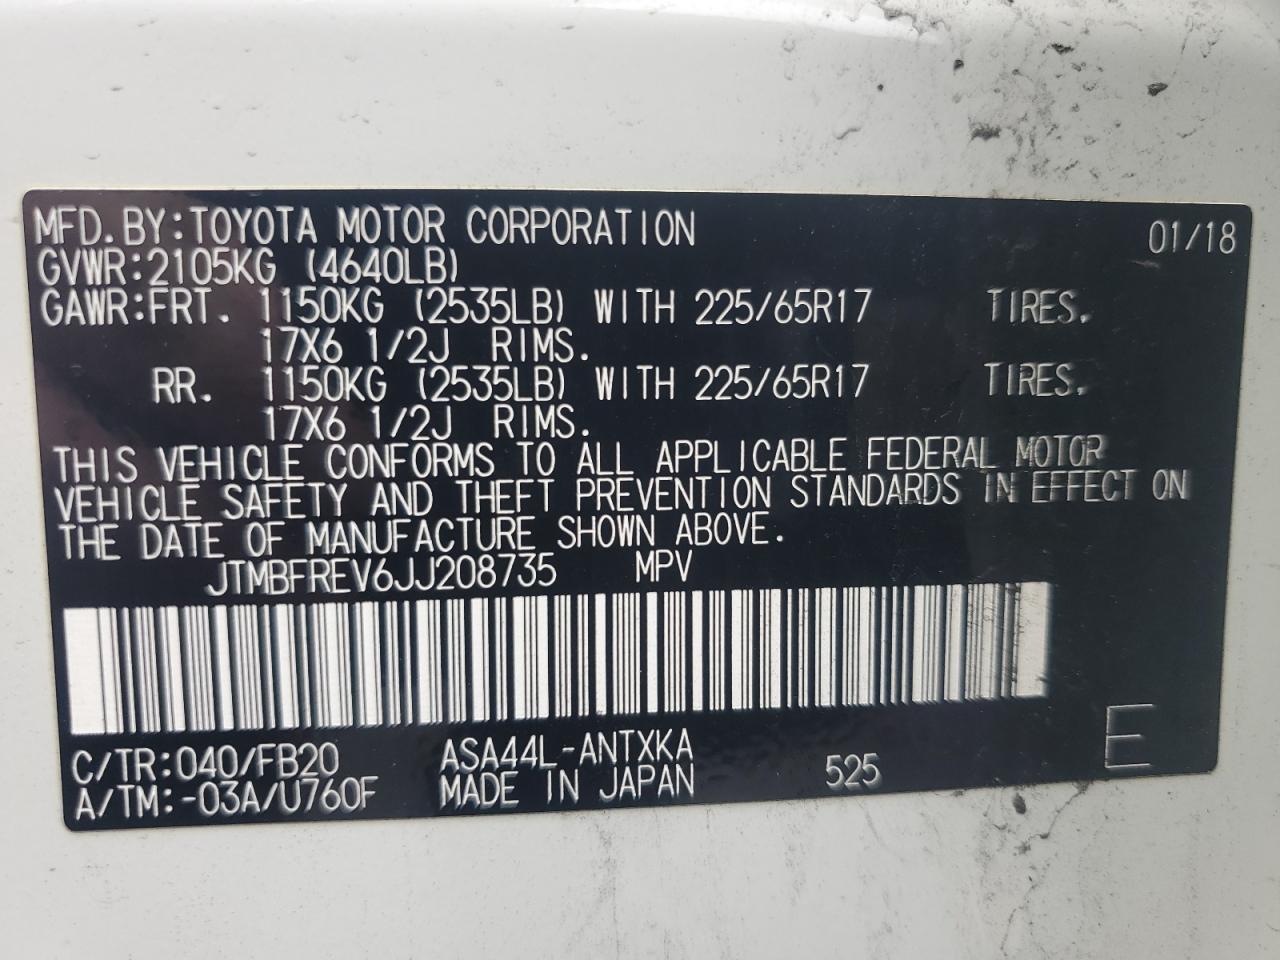 MFD.BY:TOYOTA MOTOR CORPORATION 01/18
GVWR:2105KG (4640LB)
GAWR:FRT. 1150KG (2535LB) WITH 225/65R17 TIRES.
17X6 1/2J RIMS.
RR. 1150KG (2535LB) WITH 225/65R17 TIRES.
17X6 1/2J RIMS.
THIS VEHICLE CONFORMS TO ALL APPLICABLE FEDERAL MOTOR
VEHICLE SAFETY AND THEFT PREVENTION STANDARDS IN EFFECT ON
THE DATE OF MANUFACTURE SHOWN ABOVE.
JTMBFREV6JJ208735 MPV
C/TR:040/FB20 ASA44L-ANTXKA E
A/TM:-03A/U760F MADE IN JAPAN 525